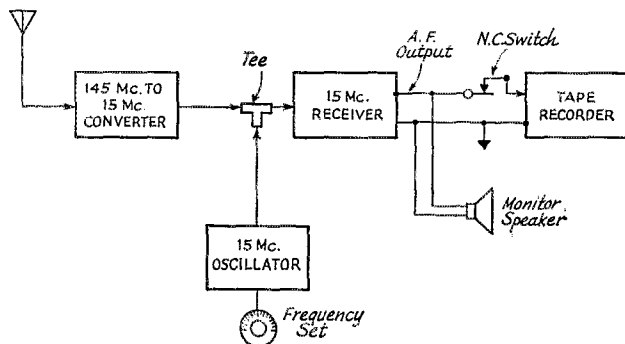 A.F.
Output
N.C. Switch
Tee
145 Mc. TO
15 Mc.
CONVERTER
15 Mc.
RECEIVER
TAPE
RECORDER
Monitor
Speaker
15 Mc.
OSCILLATOR
Frequency
Set